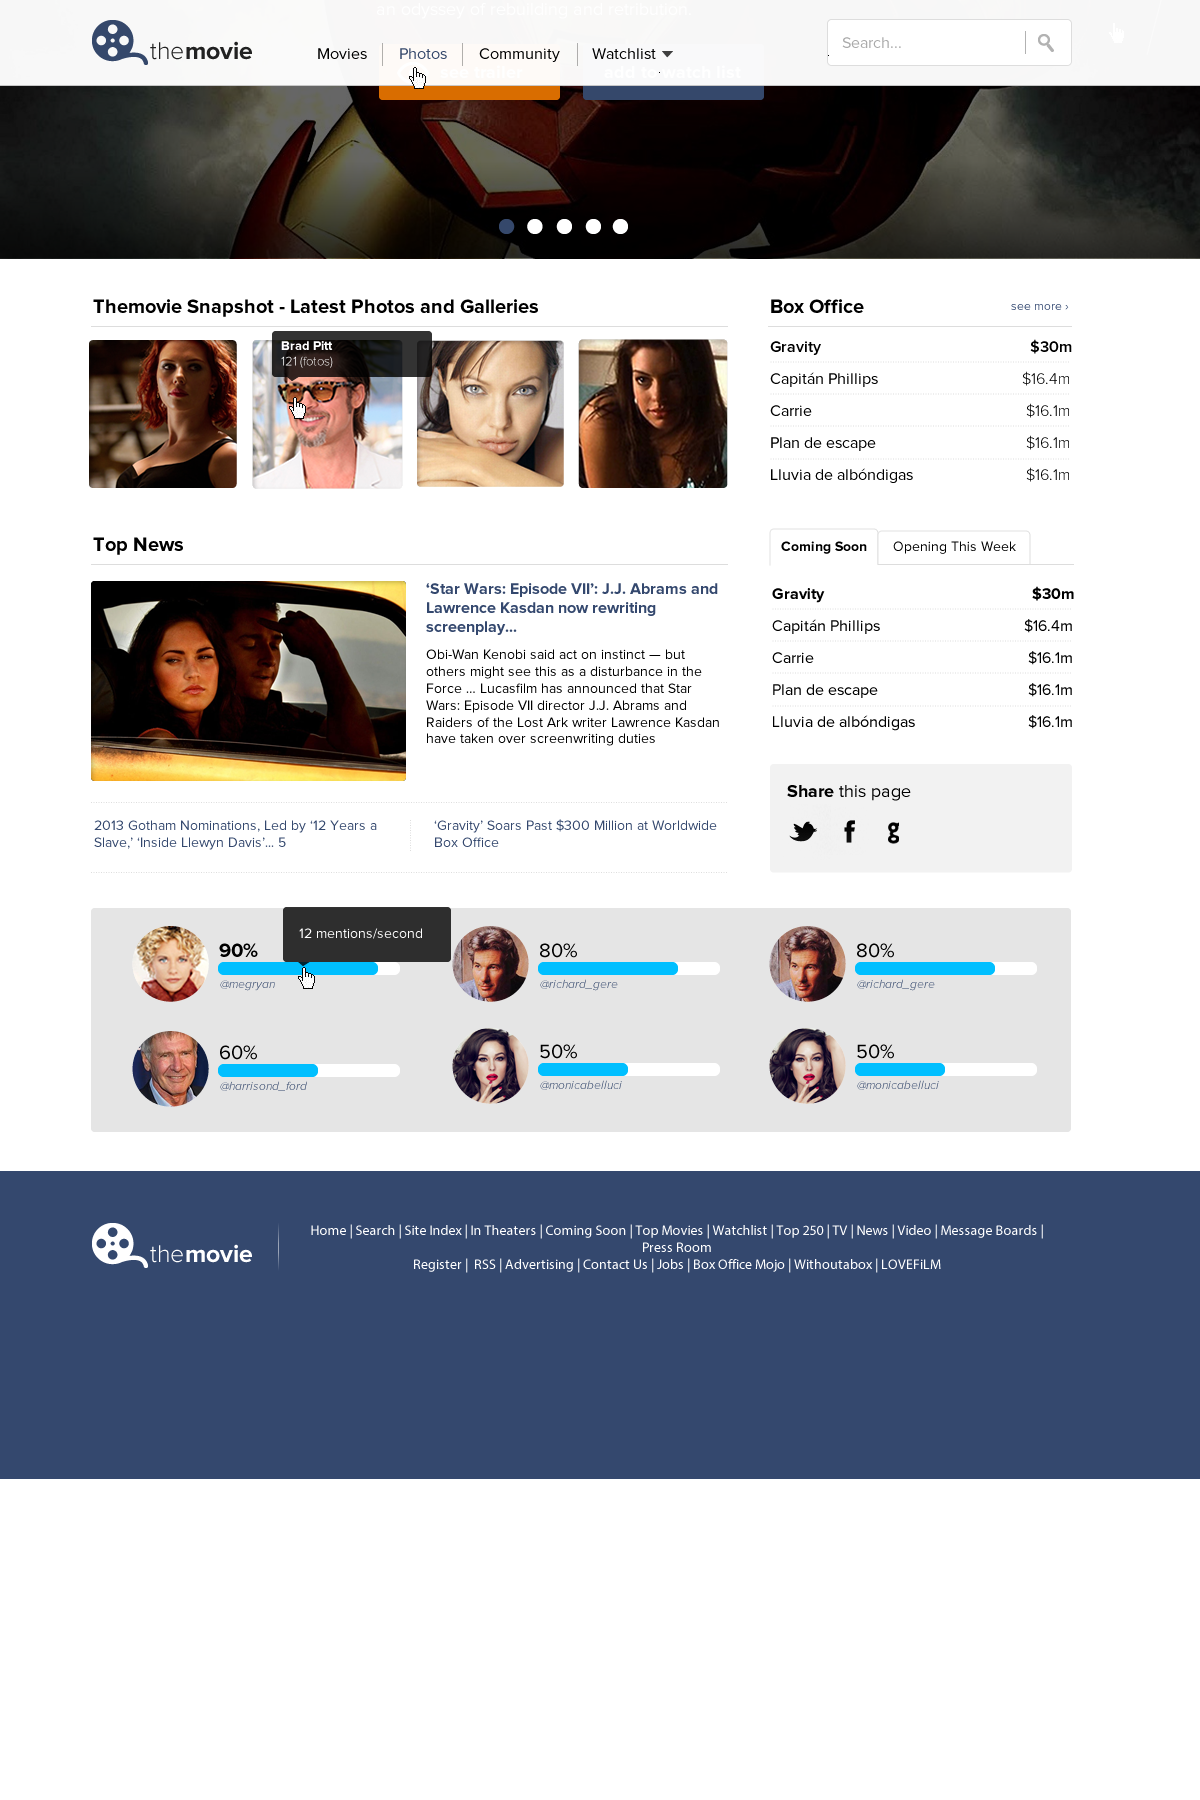 an odyssey of rebuilding and retribution
themovie
Movies
Photos
Community
Watchlist
Search...
add to watch list
Themovie Snapshot - Latest Photos and Galleries
Brad Pitt
121 (fotos)
Box Office
see more ›
Gravity $30m
Capitán Phillips $16.4m
Carrie $16.1m
Plan de escape $16.1m
Lluvia de albóndigas $16.1m
Top News
‘Star Wars: Episode VII’: J.J. Abrams and
Lawrence Kasdan now rewriting
screenplay...
Obi-Wan Kenobi said act on instinct — but
others might see this as a disturbance in the
Force ... Lucasfilm has announced that Star
Wars: Episode VII director J.J. Abrams and
Raiders of the Lost Ark writer Lawrence Kasdan
have taken over screenwriting duties
2013 Gotham Nominations, Led by ‘12 Years a
Slave,’ ‘Inside Llewyn Davis’... 5
‘Gravity’ Soars Past $300 Million at Worldwide
Box Office
Coming Soon
Opening This Week
Gravity $30m
Capitán Phillips $16.4m
Carrie $16.1m
Plan de escape $16.1m
Lluvia de albóndigas $16.1m
Share this page
90%
12 mentions/second
@megryan
80%
@richard_gere
80%
@richard_gere
60%
@harrisond_ford
50%
@monicabelluci
50%
@monicabelluci
themovie
Home | Search | Site Index | In Theaters | Coming Soon | Top Movies | Watchlist | Top 250 | TV | News | Video | Message Boards |
Press Room
Register | RSS | Advertising | Contact Us | Jobs | Box Office Mojo | Withoutabox | LOVEFiLM